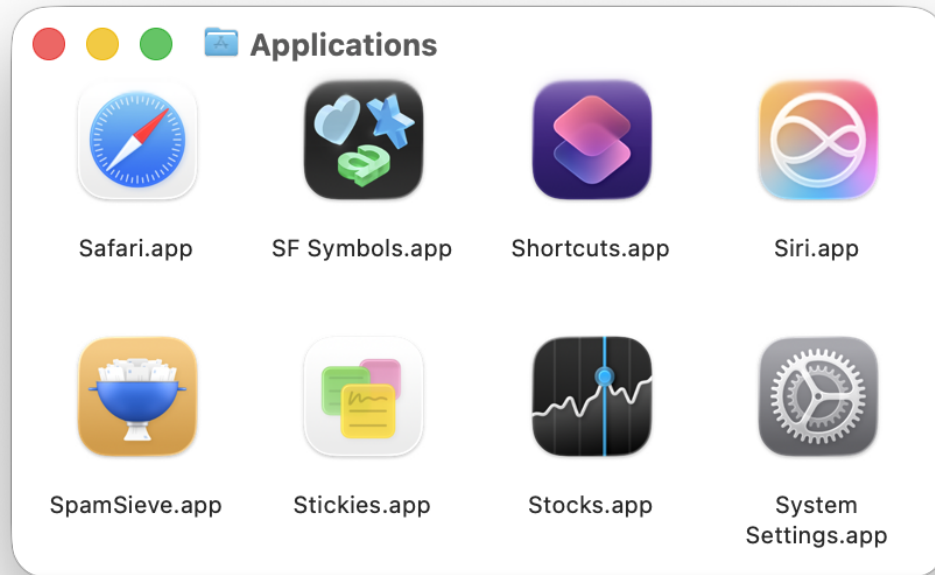 Applications
Safari.app
SF Symbols.app
Shortcuts.app
Siri.app
SpamSieve.app
Stickies.app
Stocks.app
System
Settings.app